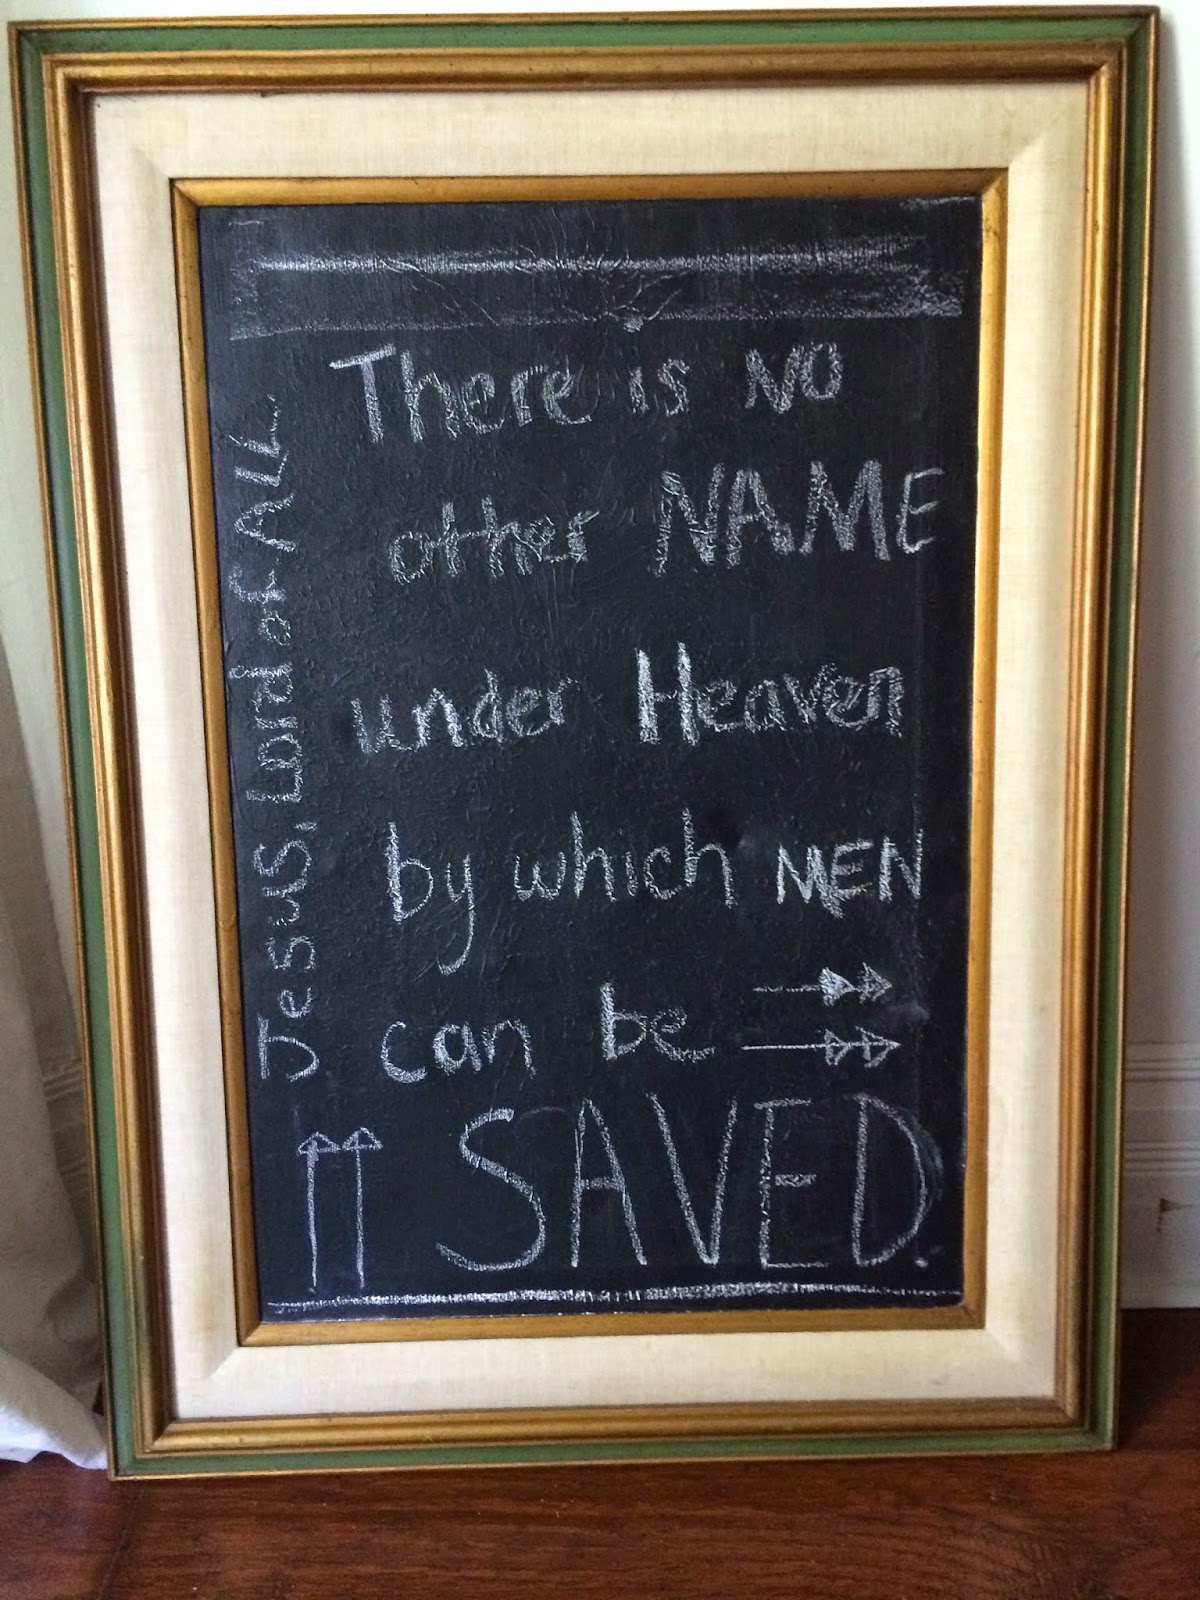 There is NO
other NAME
under Heaven
by which MEN
can be
SAVED.
Jesus, Lord of ALL